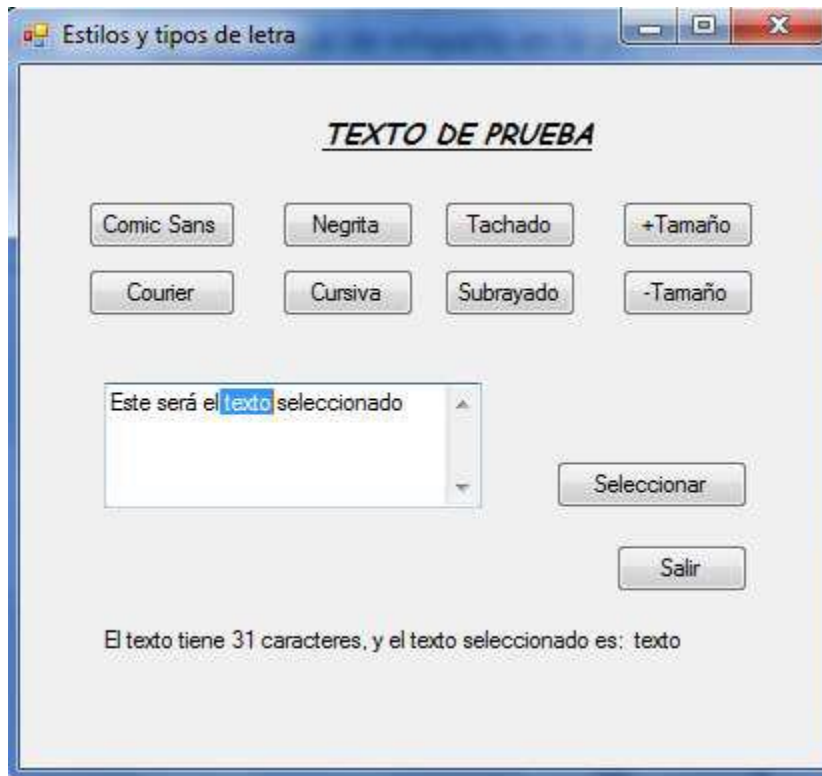 Estilos y tipos de letra
TEXTO DE PRUEBA
Comic Sans Negrita Tachado +Tamaño
Courier Cursiva Subrayado -Tamaño
Este será el texto seleccionado
Seleccionar
Salir
El texto tiene 31 caracteres, y el texto seleccionado es: texto